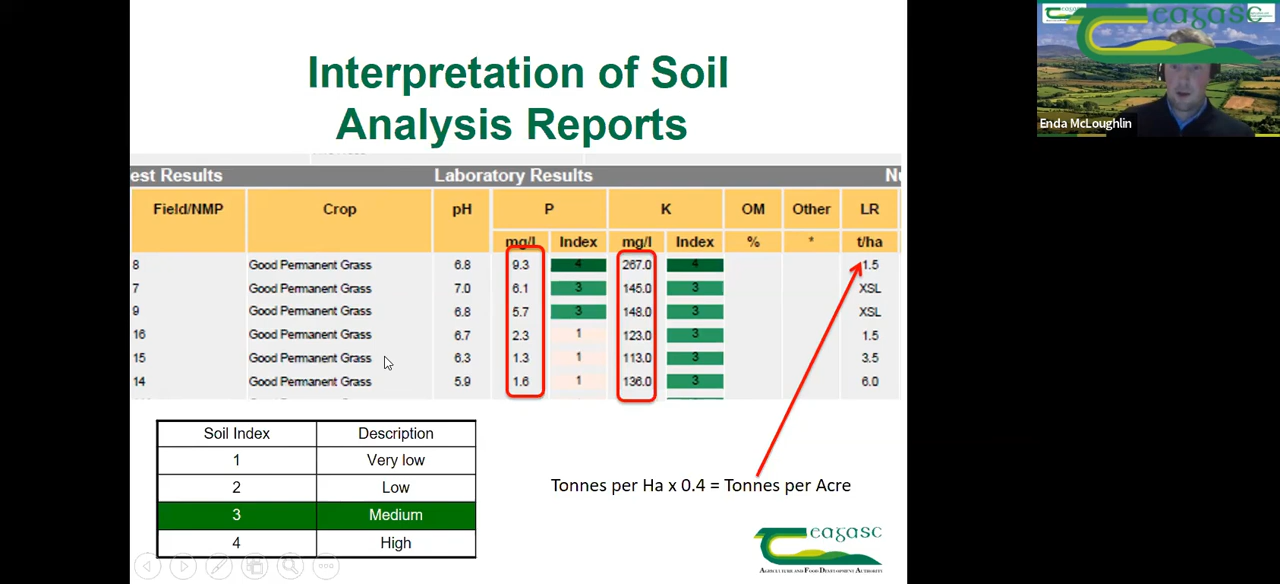 Interpretation of Soil
Analysis Reports
est Results Laboratory Results Nu
Field/NMP Crop pH P K OM Other LR
mg/l Index mg/l Index % * t/ha
8 Good Permanent Grass 6.8 9.3 4 267.0 4 1.5
7 Good Permanent Grass 7.0 6.1 3 145.0 3 XSL
9 Good Permanent Grass 6.8 5.7 3 148.0 3 XSL
16 Good Permanent Grass 6.7 2.3 1 123.0 3 1.5
15 Good Permanent Grass 6.3 1.3 1 113.0 3 3.5
14 Good Permanent Grass 5.9 1.6 1 136.0 3 6.0
Soil Index Description
1 Very low
2 Low
3 Medium
4 High
Tonnes per Ha x 0.4 = Tonnes per Acre
eagasc
AGRICULTURE AND FOOD DEVELOPMENT AUTHORITY
eagasc
Enda McLoughlin